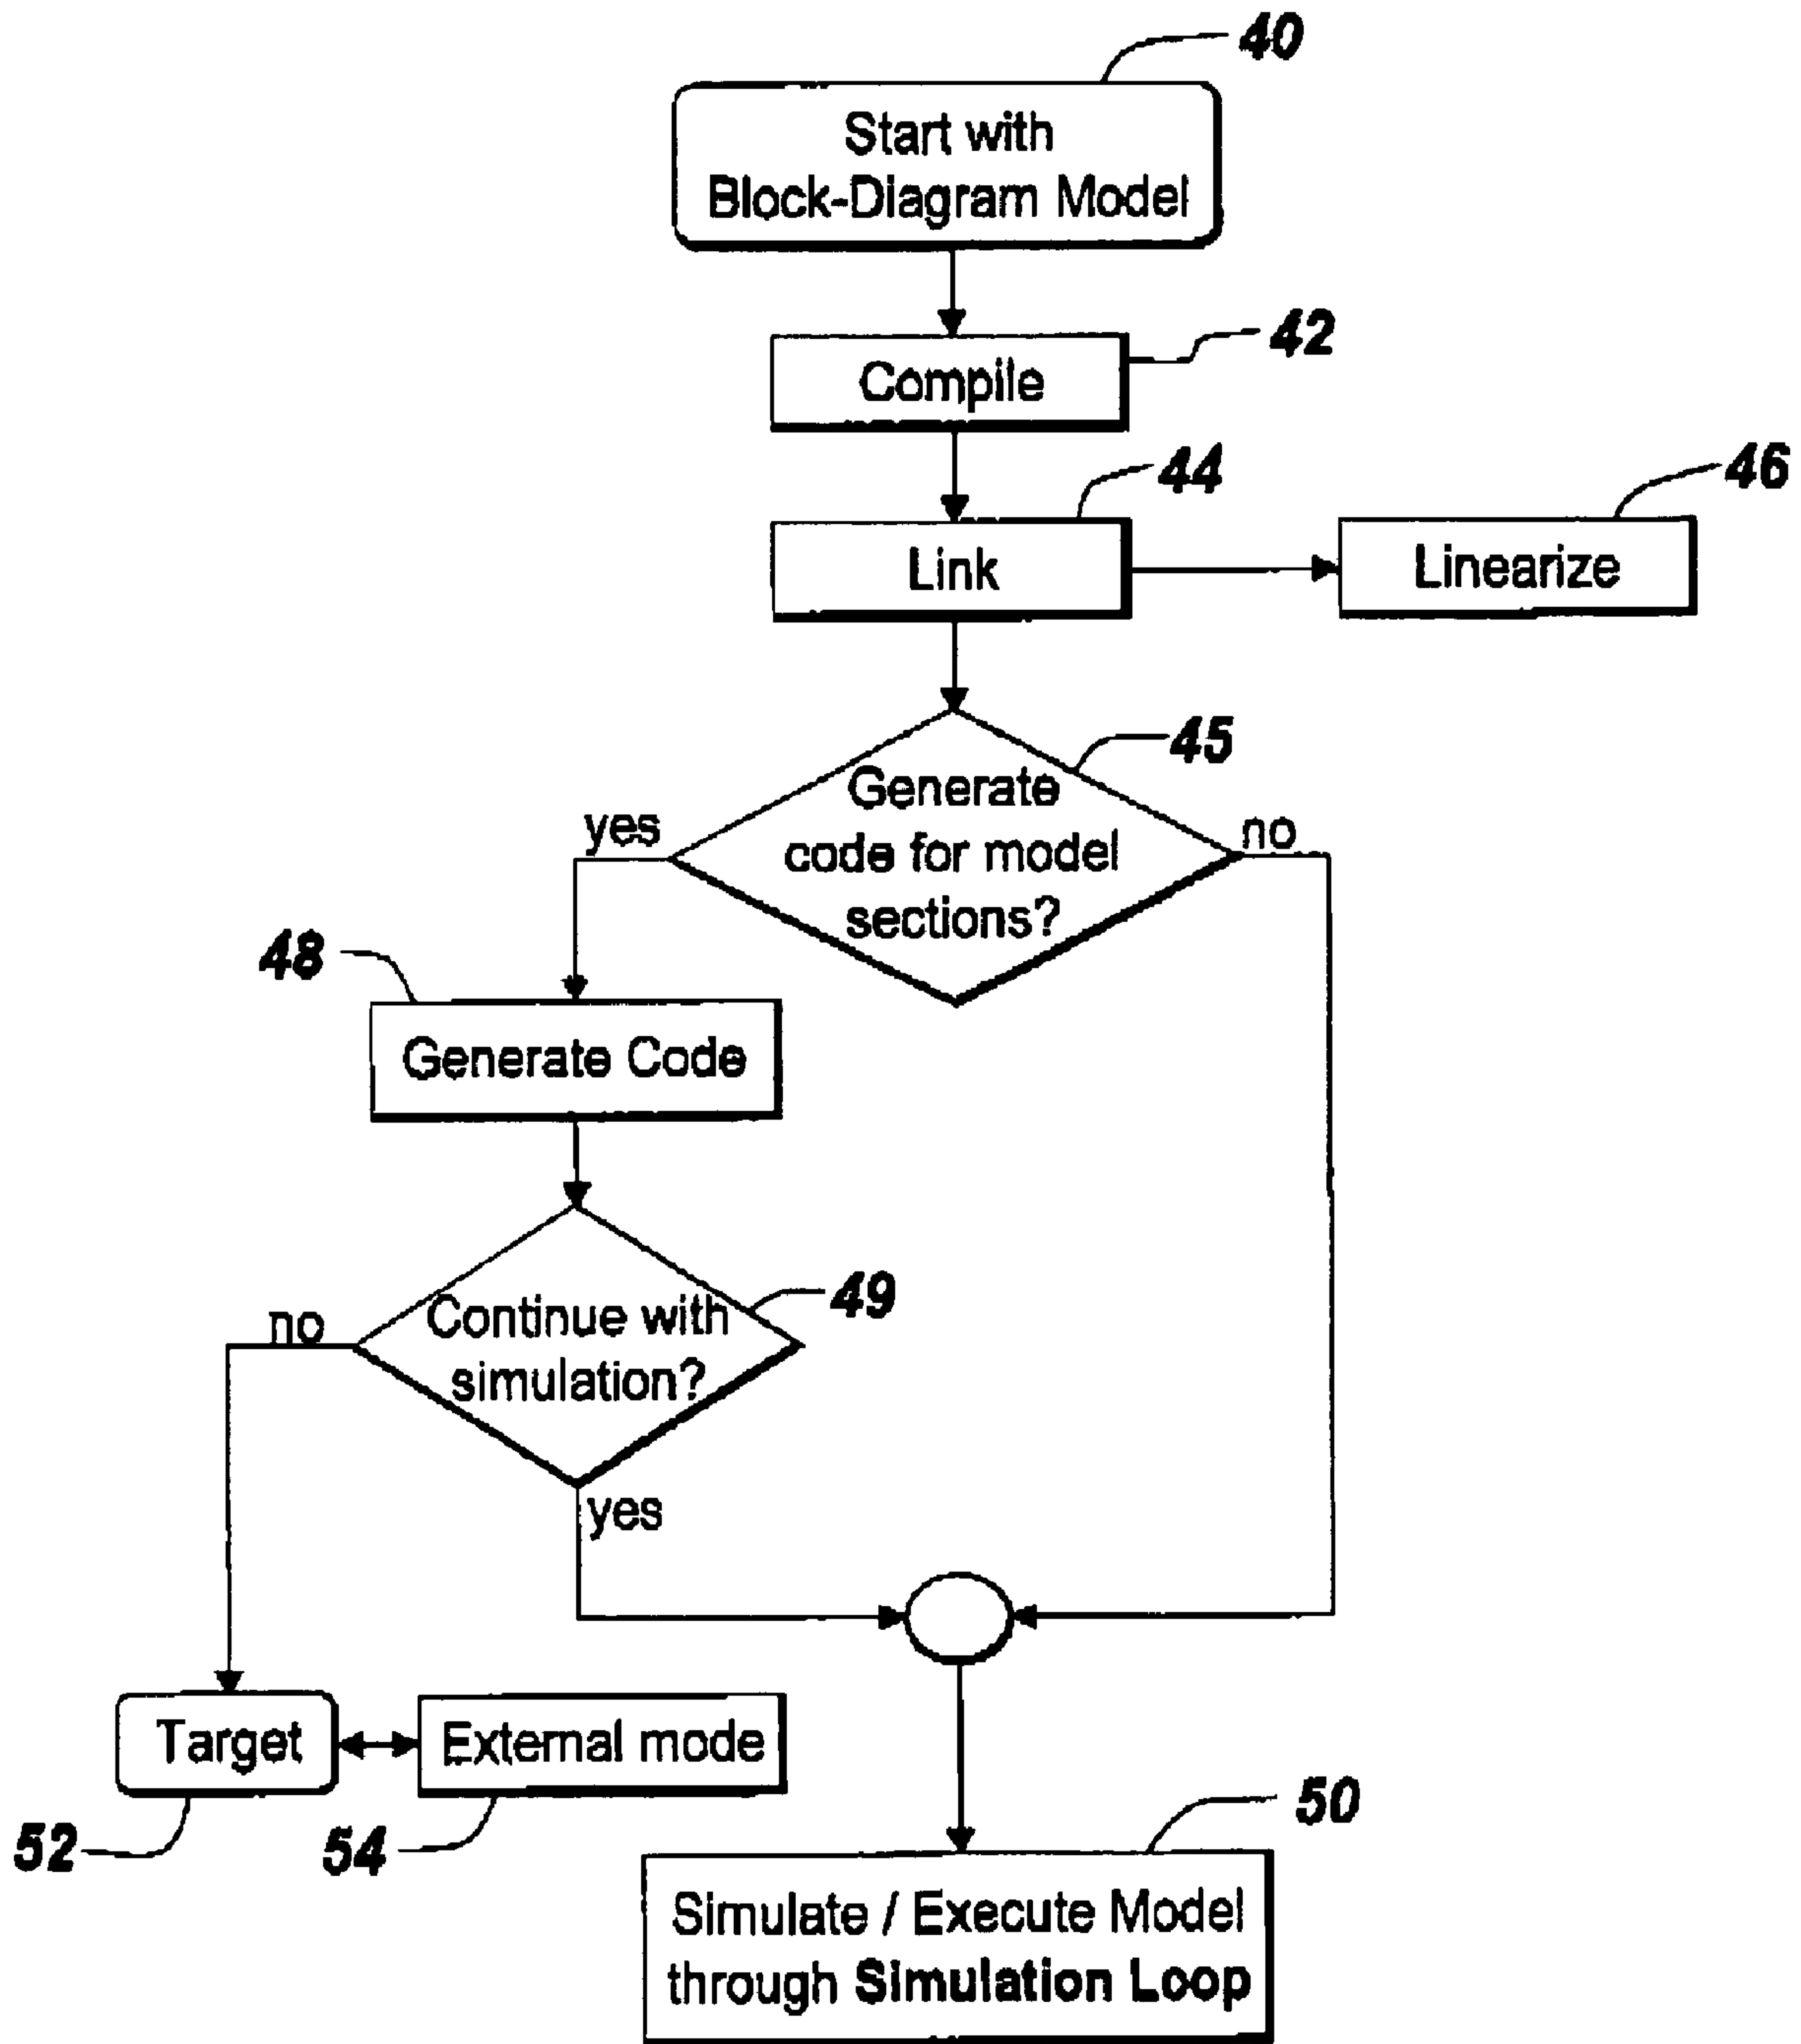 40
Start with
Block-Diagram Model
42
Compile
44
46
Link
Linearize
45
Generate
code for model
sections?
yes
no
48
Generate Code
49
Continue with
simulation?
no
yes
Target
External mode
52
54
50
Simulate / Execute Model
through Simulation Loop